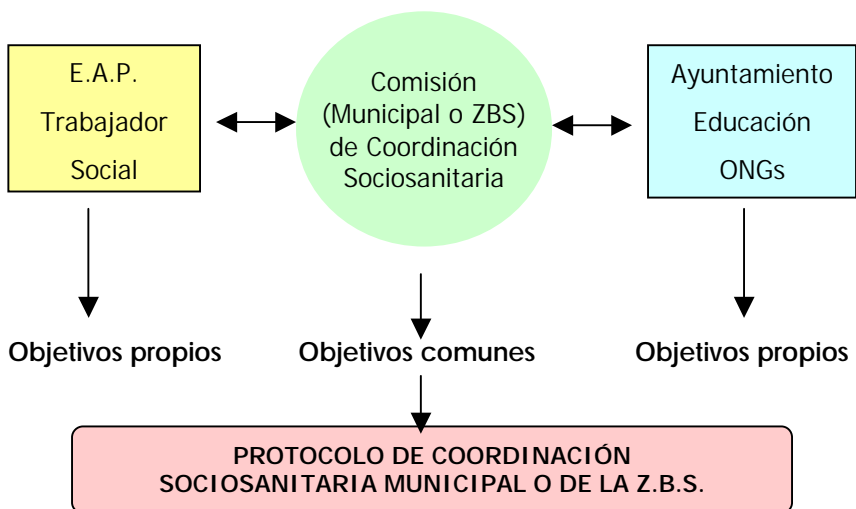 E.A.P.
Trabajador
Social
Comisión
(Municipal o ZBS)
de Coordinación
Sociosanitaria
Ayuntamiento
Educación
ONGs
Objetivos propios
Objetivos comunes
Objetivos propios
PROTOCOLO DE COORDINACIÓN
SOCIOSANITARIA MUNICIPAL O DE LA Z.B.S.